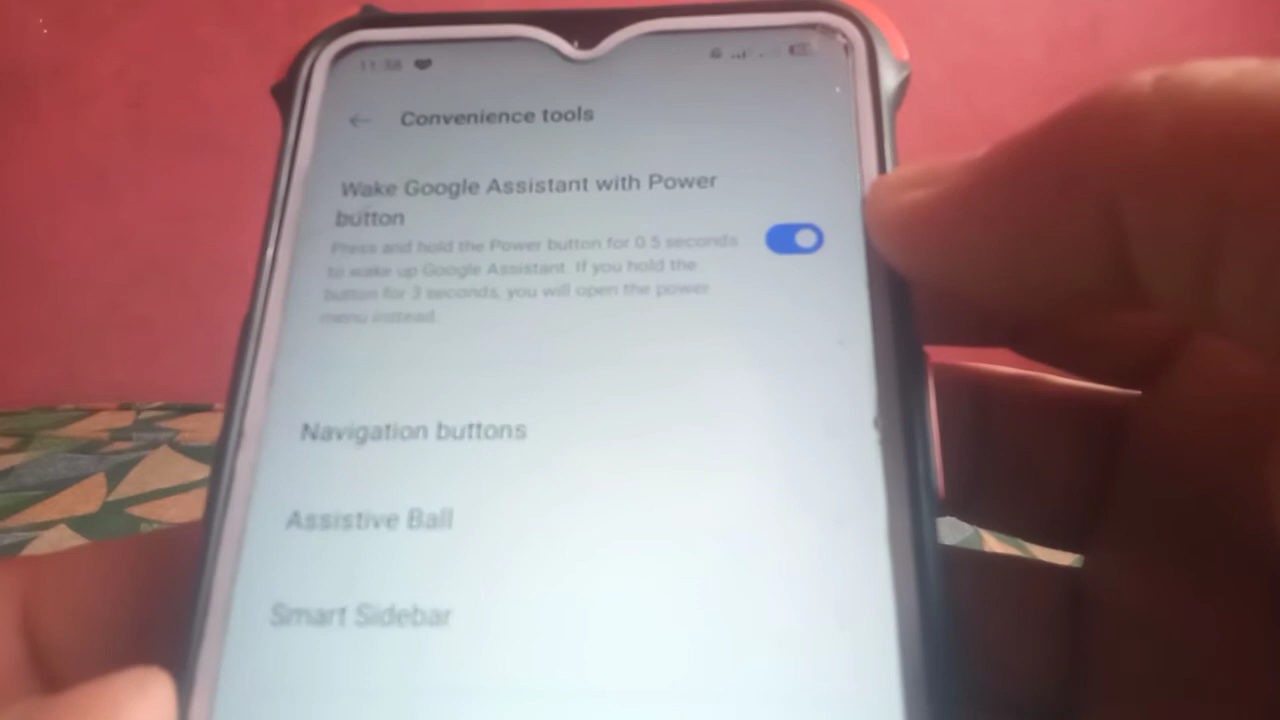 11:38
Convenience tools
Wake Google Assistant with Power
button
Press and hold the Power button for 0.5 seconds
to wake up Google Assistant. If you hold the
button for 3 seconds, you will open the power
menu instead.
Navigation buttons
Assistive Ball
Smart Sidebar